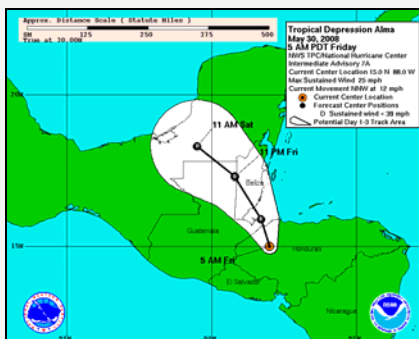 Approx. Distance Scale ( Statute Miles )
SM 125 250 375 500
True at 30.00N
Tropical Depression Alma
May 30, 2008
5 AM PDT Friday
NWS TPC/National Hurricane Center
Intermediate Advisory 7A
Current Center Location 15.0 N 88.0 W
Max Sustained Wind 25 mph
Current Movement NNW at 12 mph
Current Center Location
Forecast Center Positions
D Sustained wind < 39 mph
Potential Day 1-3 Track Area
20N
11 AM Sat
11 PM Fri
Belize
Guatemala
15N
Honduras
5 AM Fri
El Salvador
Nicaragua
NOAA